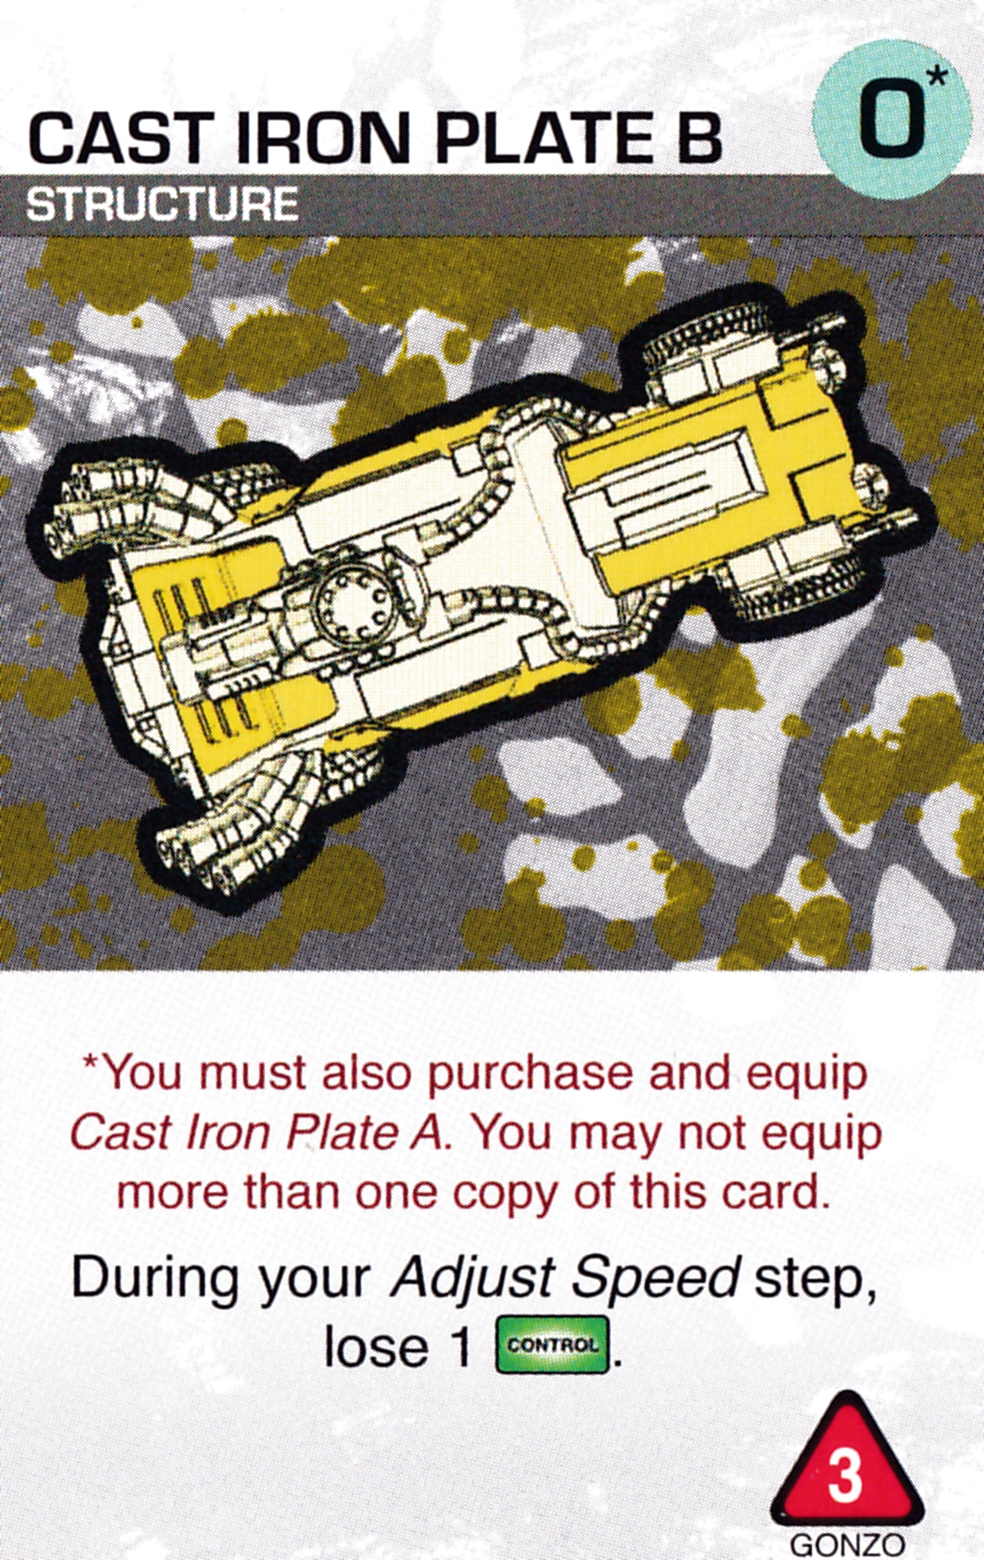 CAST IRON PLATE B
0*
STRUCTURE
*You must also purchase and equip
Cast Iron Plate A. You may not equip
more than one copy of this card.
During your Adjust Speed step,
lose 1 CONTROL.
3
GONZO